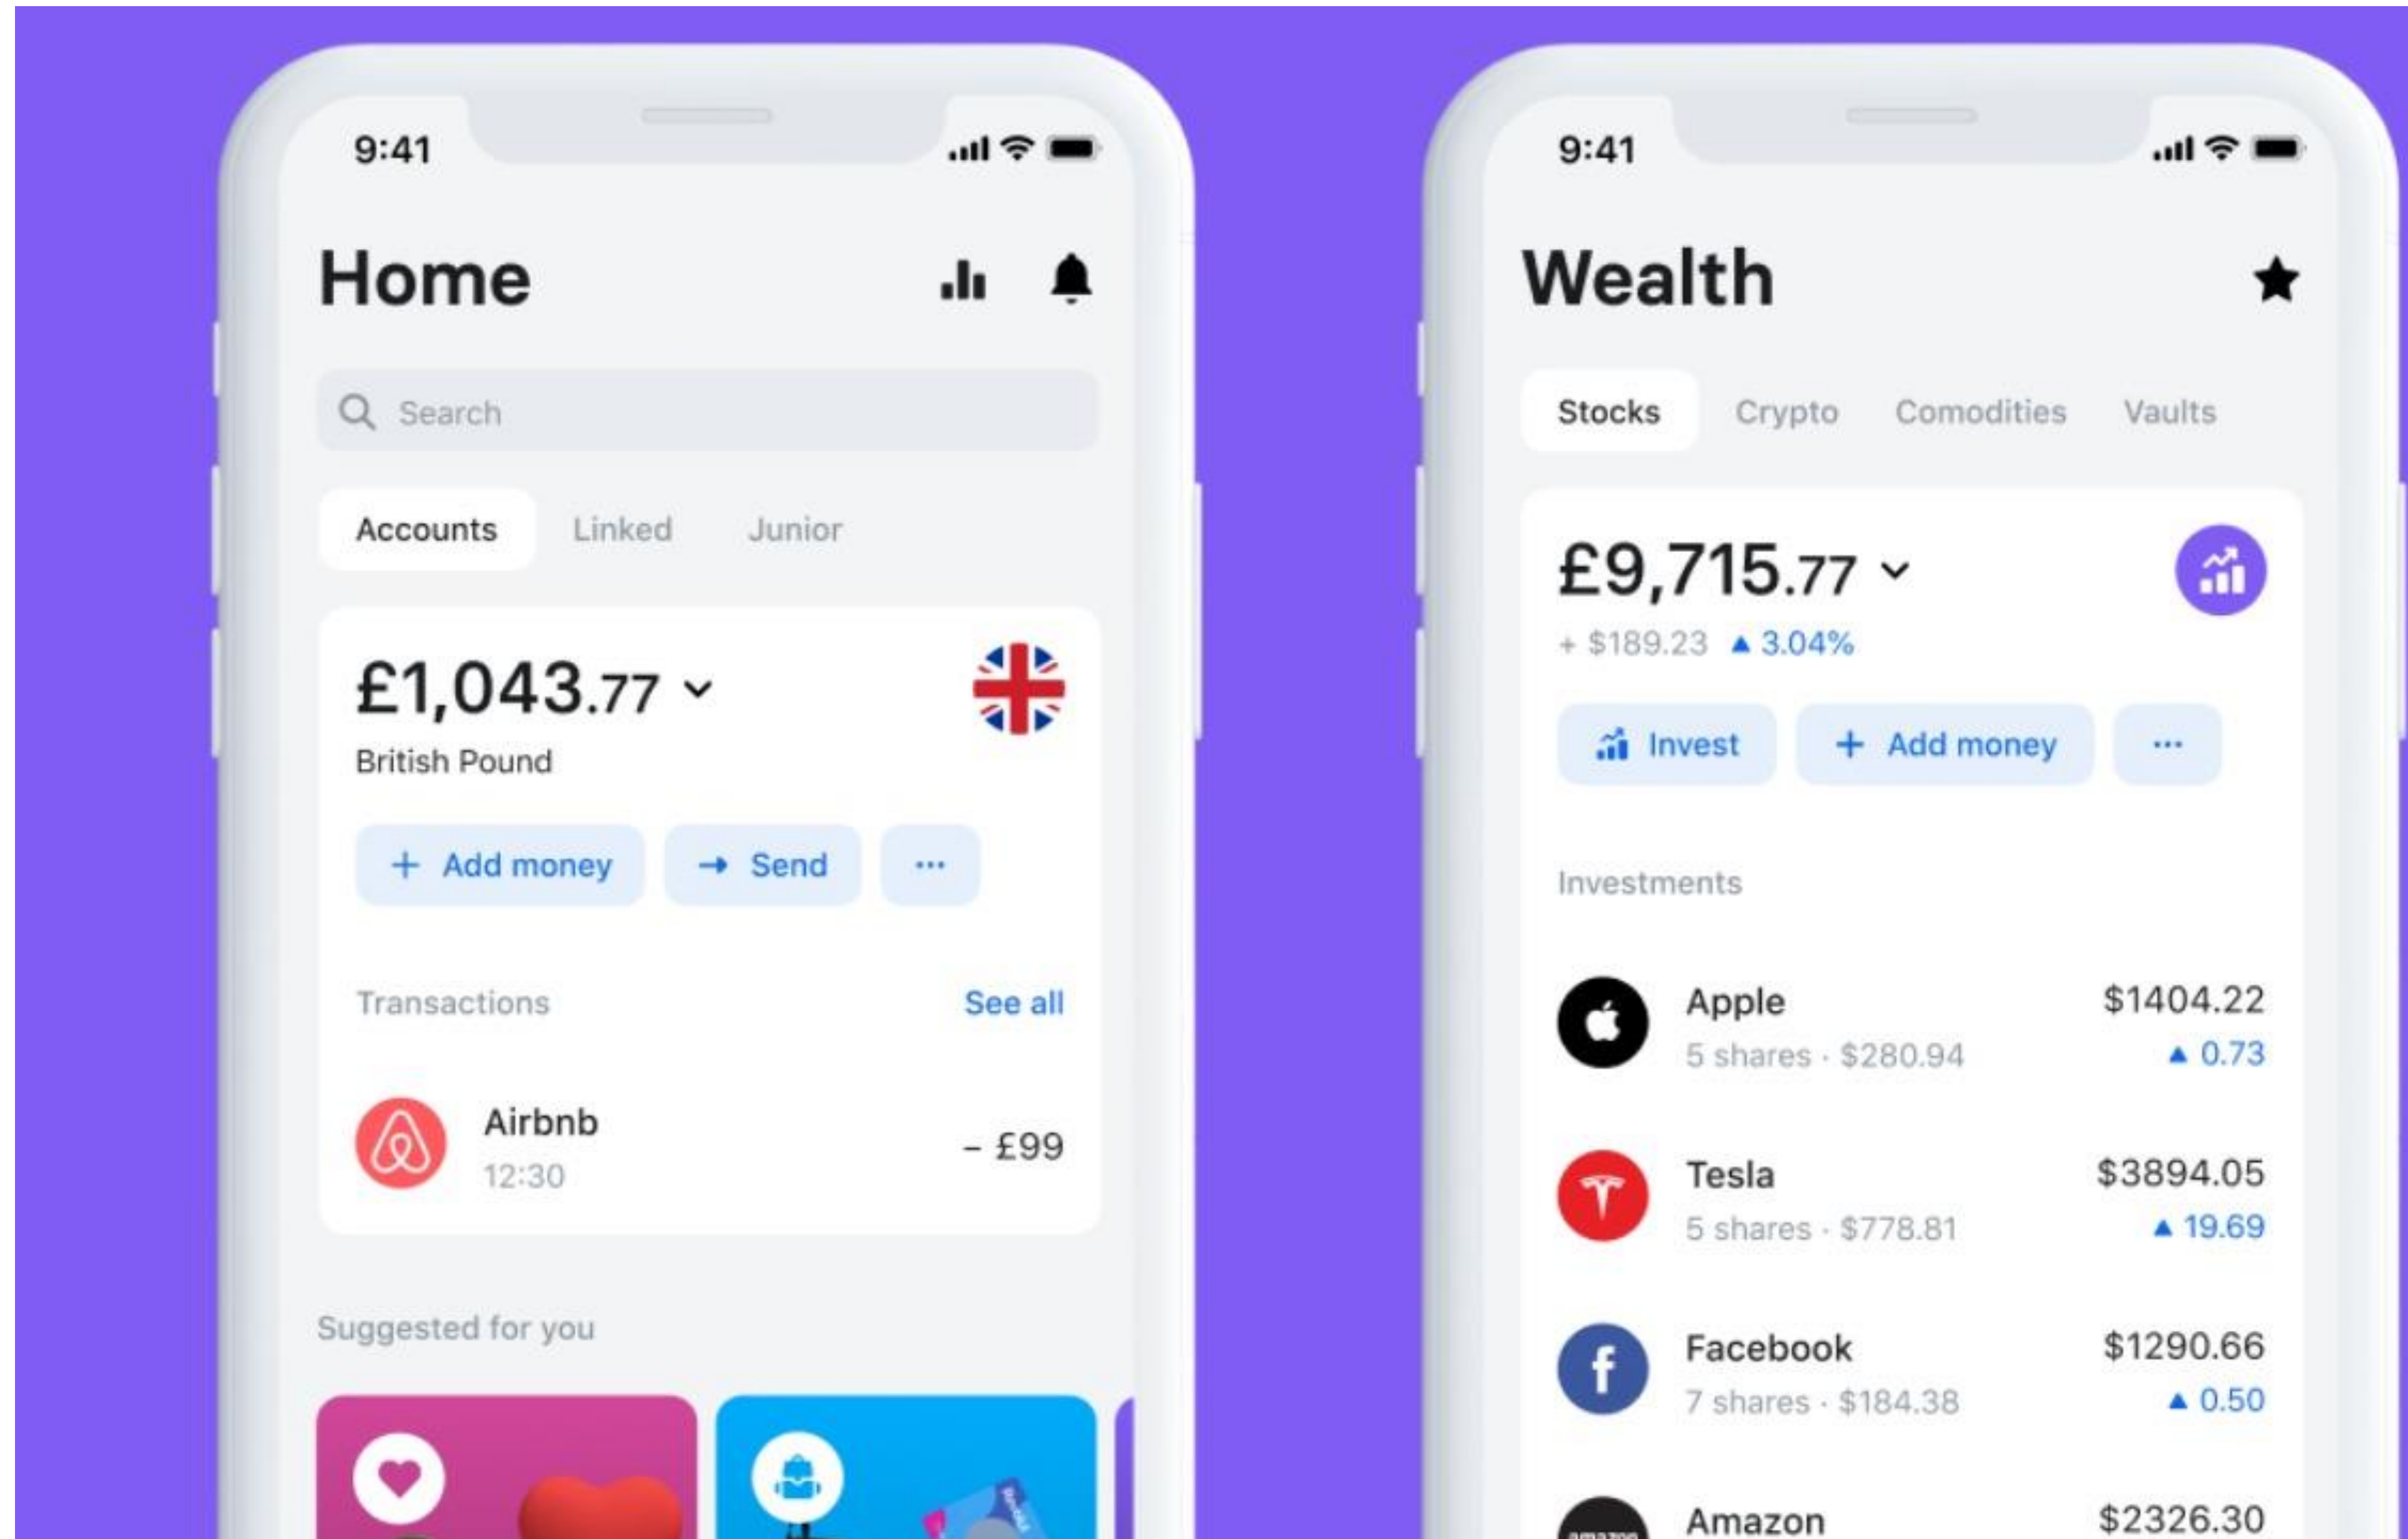 9:41
Home
Search
Accounts Linked Junior
£1,043.77
British Pound
+ Add money → Send ...
Transactions See all
Airbnb - £99
12:30
Suggested for you
9:41
Wealth
Stocks Crypto Comodities Vaults
£9,715.77
+ $189.23 ▲ 3.04%
Invest + Add money ...
Investments
Apple $1404.22
5 shares · $280.94 ▲ 0.73
Tesla $3894.05
5 shares · $778.81 ▲ 19.69
Facebook $1290.66
7 shares · $184.38 ▲ 0.50
Amazon $2326.30